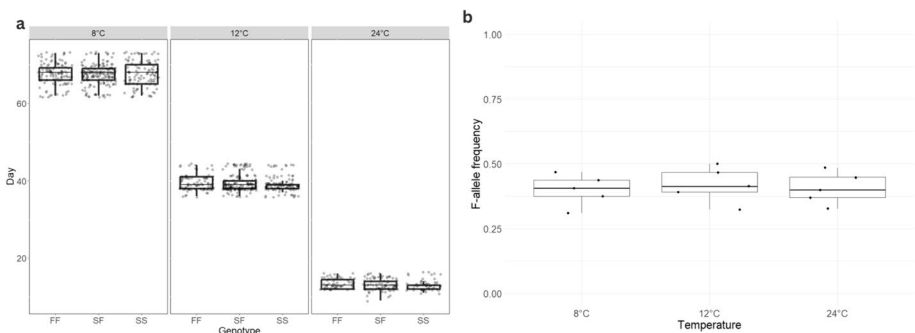 a
8°C 12°C 24°C
60
40
20
Day
FF SF SS FF SF SS FF SF SS
Genotype
b
1.00
0.75
0.50
0.25
0.00
F-allele frequency
8°C 12°C 24°C
Temperature